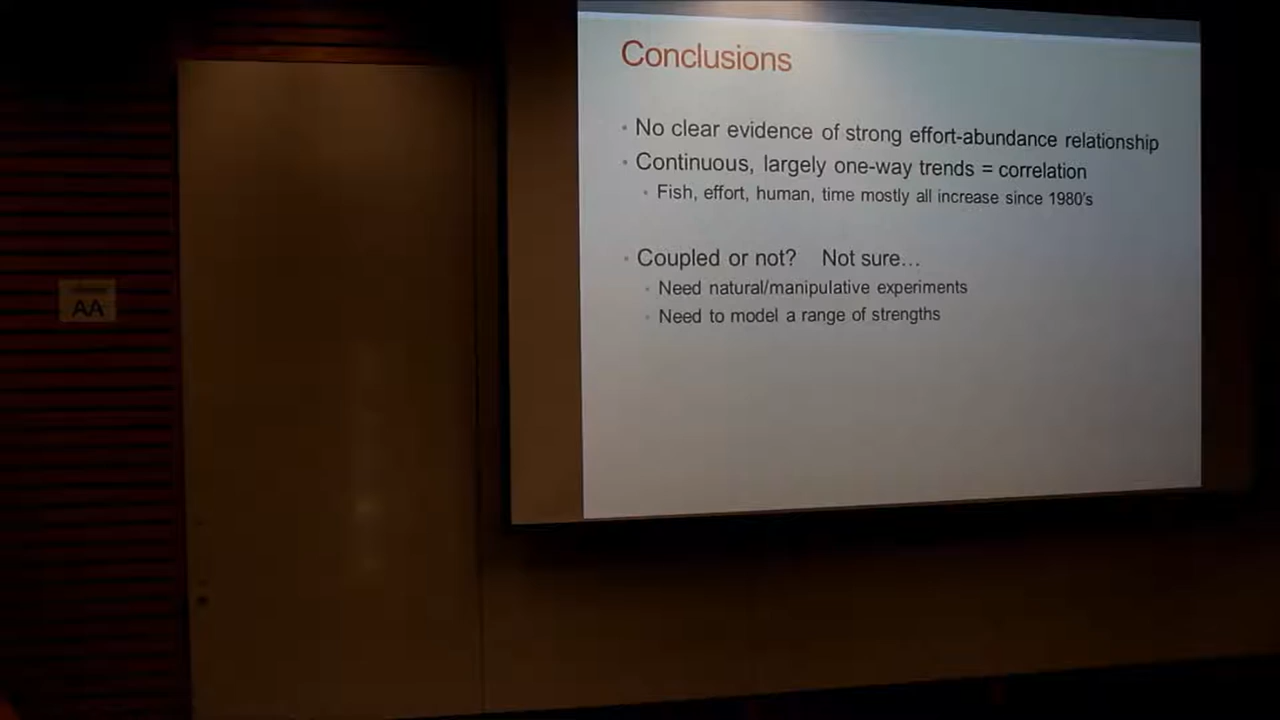 Conclusions
• No clear evidence of strong effort-abundance relationship
• Continuous, largely one-way trends = correlation
• Fish, effort, human, time mostly all increase since 1980's
• Coupled or not? Not sure…
• Need natural/manipulative experiments
• Need to model a range of strengths
AA